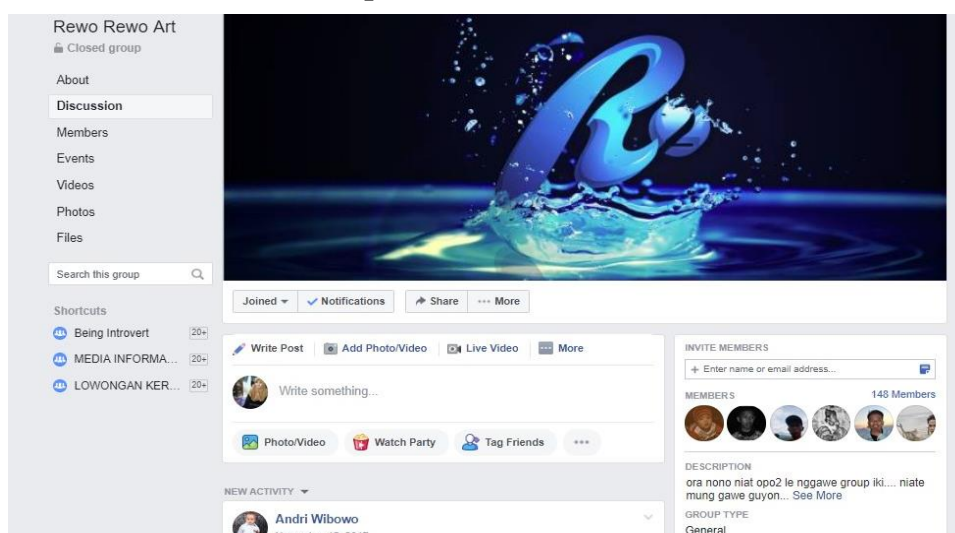 Rewo Rewo Art
Closed group
About
Discussion
Members
Events
Videos
Photos
Files
Search this group
Shortcuts
Being Introvert 20+
MEDIA INFORMA... 20+
LOWONGAN KER... 20+
R
Joined
Notifications
Share
More
Write Post
Add Photo/Video
Live Video
More
Write something...
Photo/Video
Watch Party
Tag Friends
NEW ACTIVITY
Andri Wibowo
INVITE MEMBERS
+ Enter name or email address...
MEMBERS 148 Members
DESCRIPTION
ora nono niat opo2 le nggawe group iki.... niate
mung gawe guyon... See More
GROUP TYPE
General